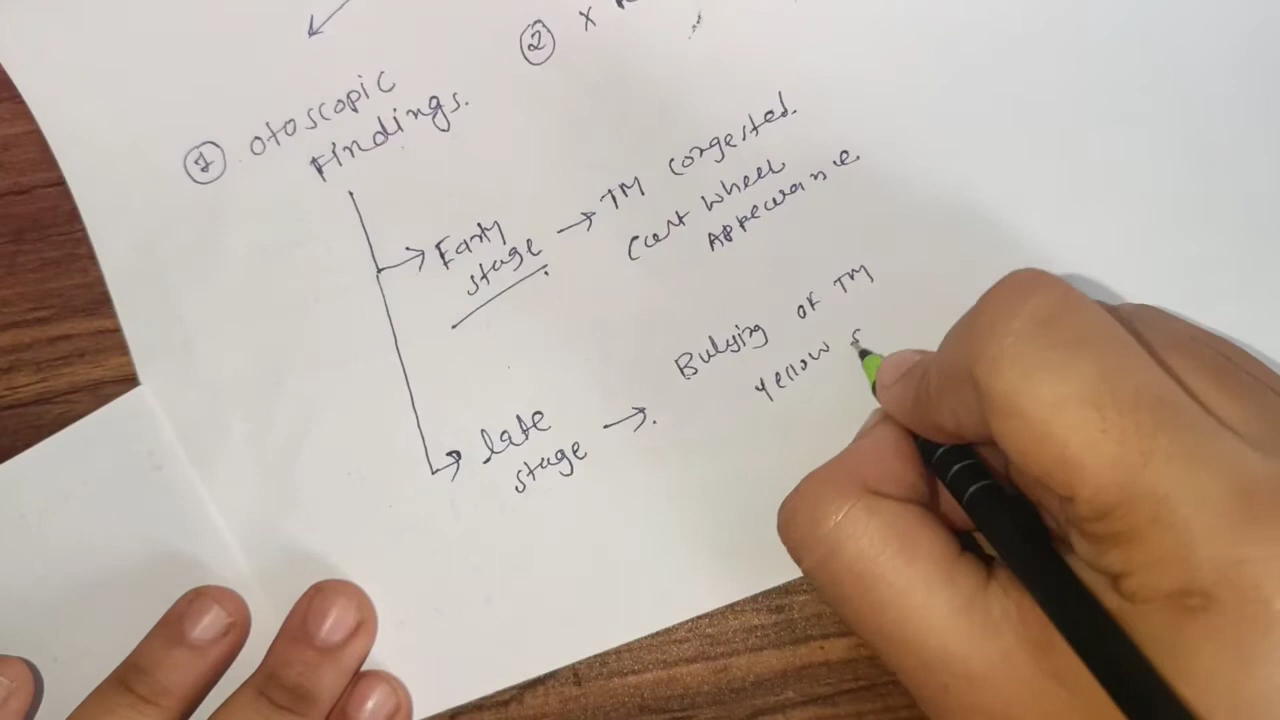 ② X
① otoscopic
Findings.
→ Early
stage → TM congested.
Cart wheel
Appearance
→ late
stage →
Bulging of TM
Yellow s